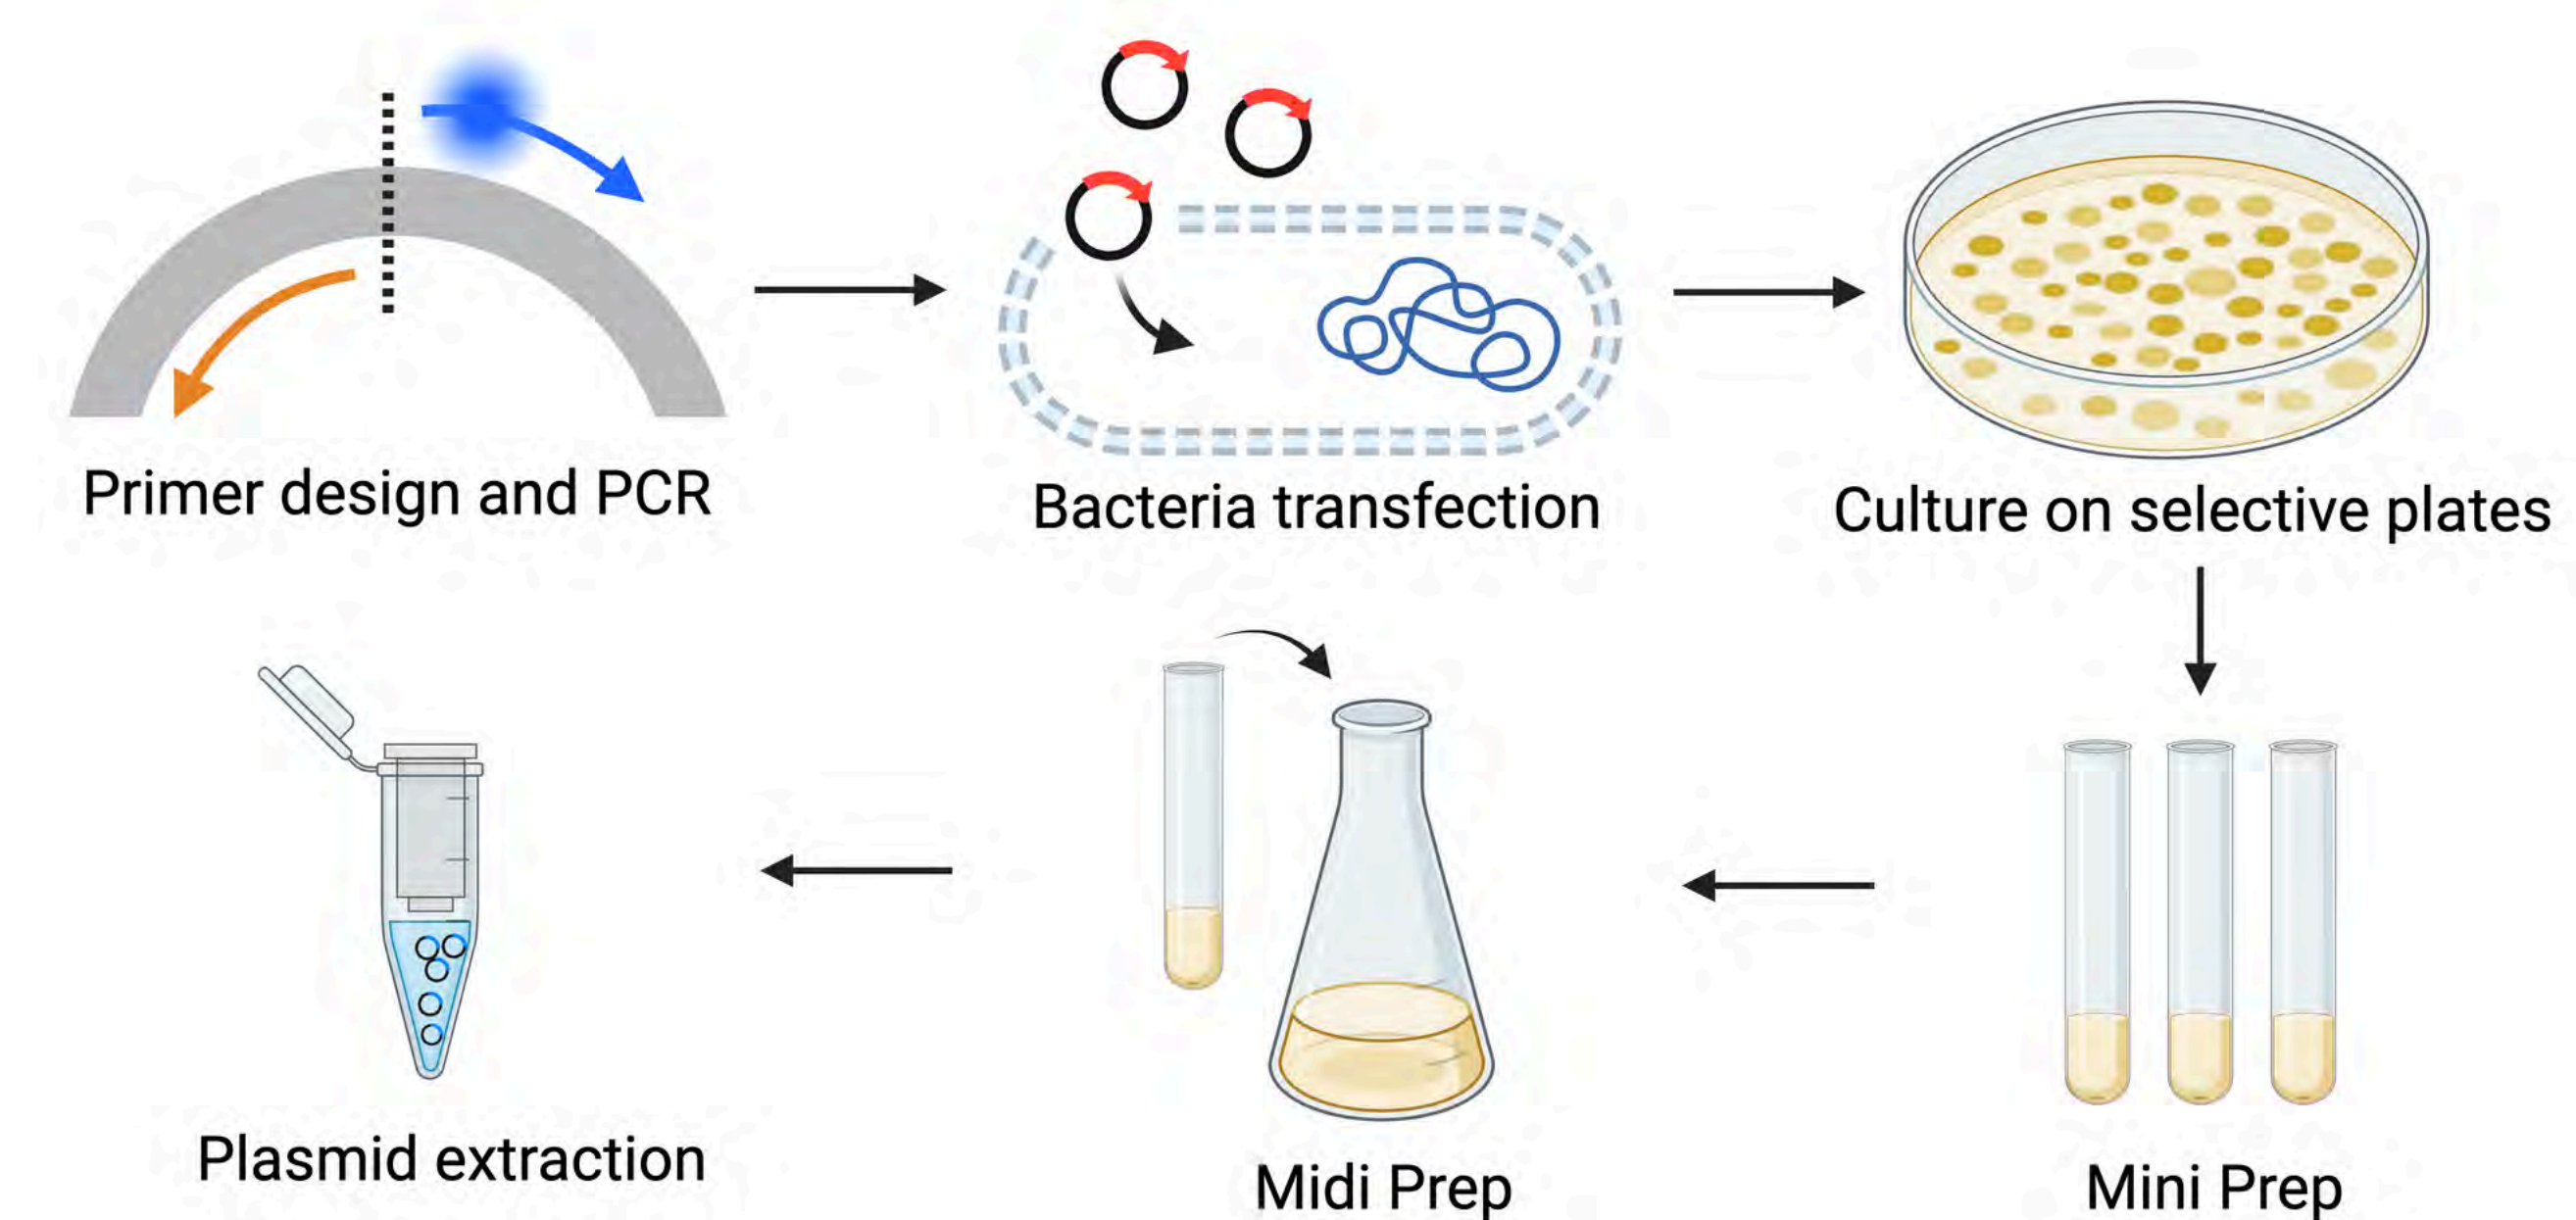 Primer design and PCR
Bacteria transfection
Culture on selective plates
Plasmid extraction
Midi Prep
Mini Prep